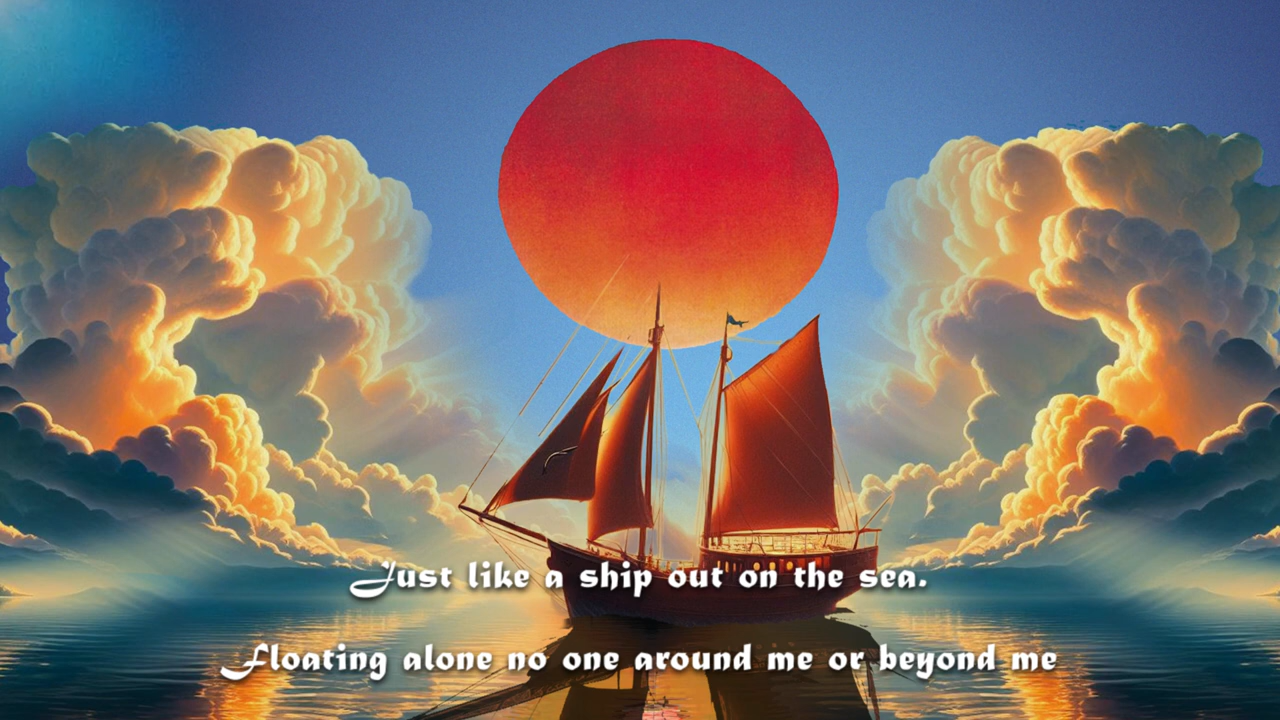 Just like a ship out on the sea.
Floating alone no one around me or beyond me